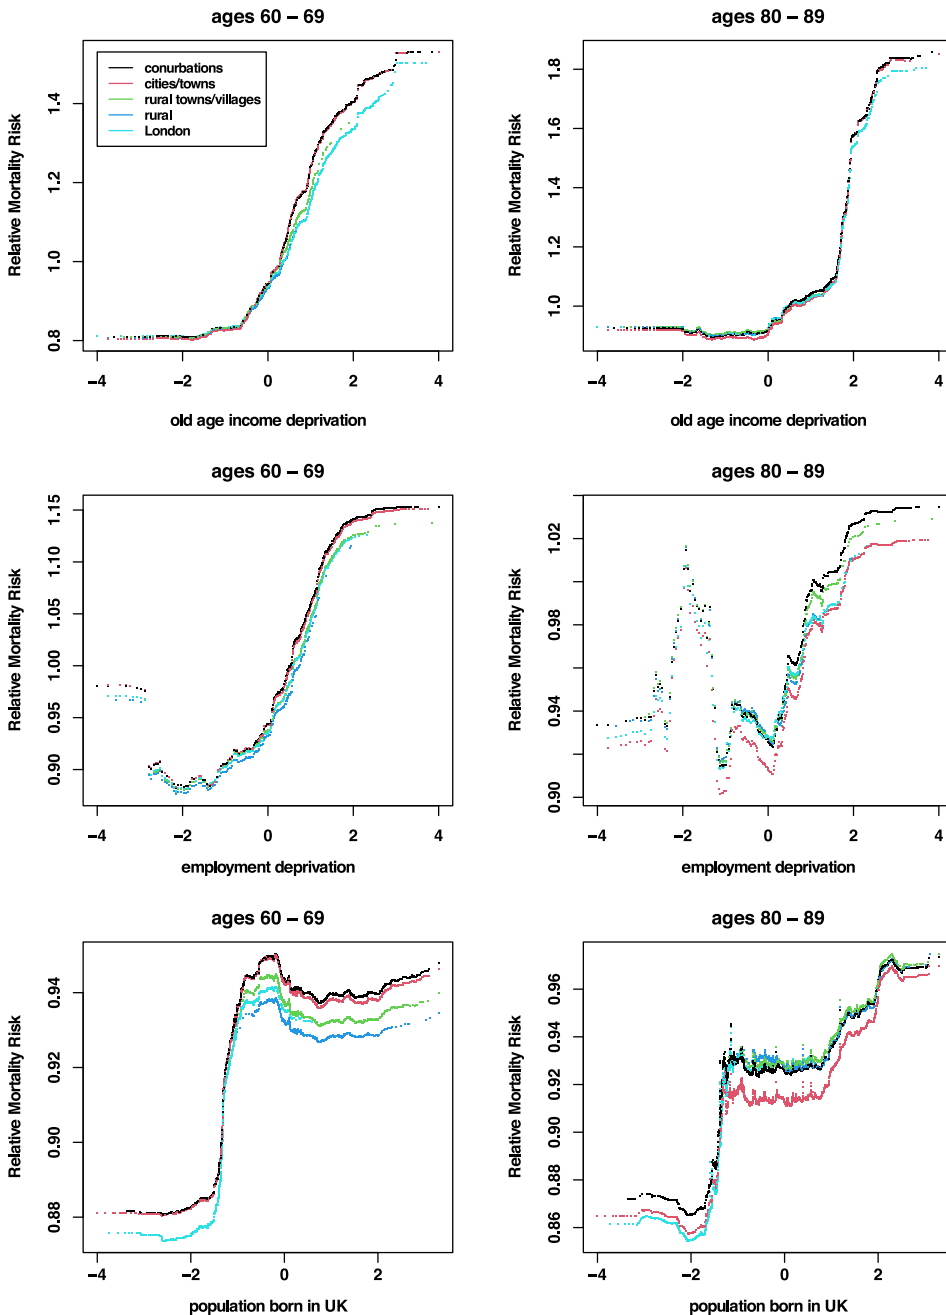 ages 60 – 69
Relative Mortality Risk
0.8 1.0 1.2 1.4
conurbations
cities/towns
rural towns/villages
rural
London
−4 −2 0 2 4
old age income deprivation
ages 80 – 89
Relative Mortality Risk
1.0 1.2 1.4 1.6 1.8
−4 −2 0 2 4
old age income deprivation
ages 60 – 69
Relative Mortality Risk
0.90 0.95 1.00 1.05 1.10 1.15
−4 −2 0 2 4
employment deprivation
ages 80 – 89
Relative Mortality Risk
0.90 0.94 0.98 1.02
−4 −2 0 2 4
employment deprivation
ages 60 – 69
Relative Mortality Risk
0.88 0.90 0.92 0.94
−4 −2 0 2
population born in UK
ages 80 – 89
Relative Mortality Risk
0.86 0.88 0.90 0.92 0.94 0.96
−4 −2 0 2
population born in UK